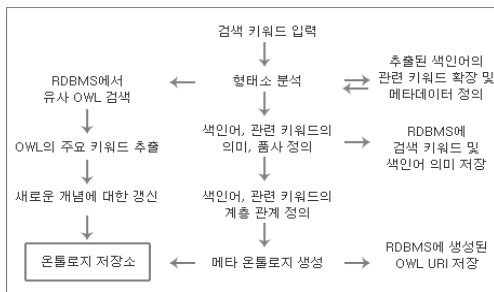 검색 키워드 입력
RDBMS에서
유사 OWL 검색
형태소 분석
추출된 색인어의
관련 키워드 확장 및
메타데이터 정의
OWL의 주요 키워드 추출
색인어, 관련 키워드의
의미, 품사 정의
RDBMS에
검색 키워드 및
색인어 의미 저장
새로운 개념에 대한 갱신
색인어, 관련 키워드의
계층 관계 정의
온톨로지 저장소
메타 온톨로지 생성
RDBMS에 생성된
OWL URI 저장